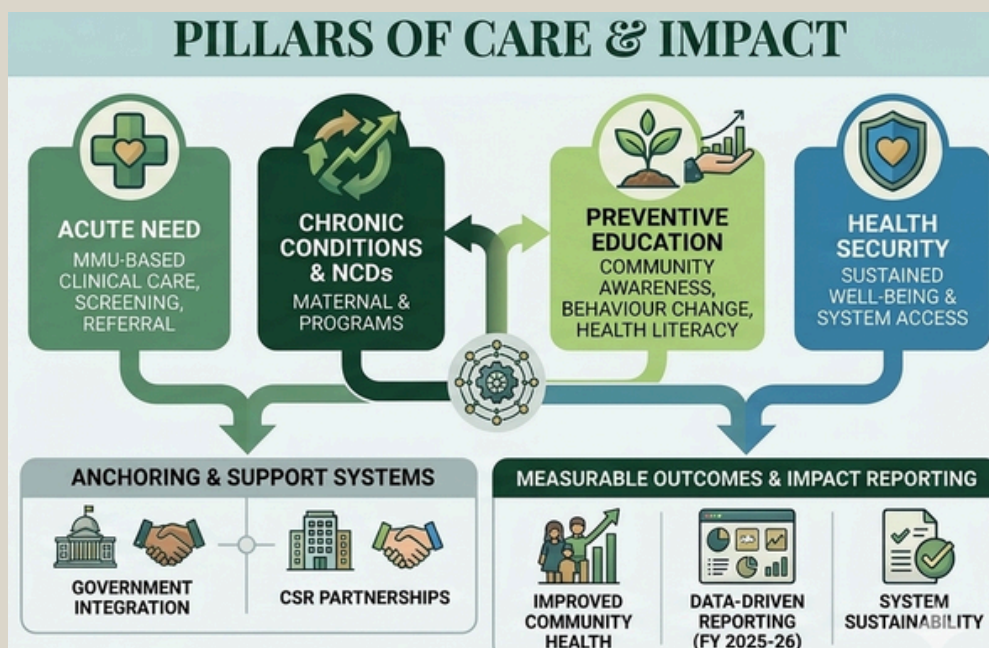 PILLARS OF CARE & IMPACT
ACUTE NEED
MMU-BASED
CLINICAL CARE,
SCREENING,
REFERRAL
CHRONIC
CONDITIONS
& NCDs
MATERNAL &
PROGRAMS
PREVENTIVE
EDUCATION
COMMUNITY
AWARENESS,
BEHAVIOUR CHANGE,
HEALTH LITERACY
HEALTH
SECURITY
SUSTAINED
WELL-BEING &
SYSTEM ACCESS
ANCHORING & SUPPORT SYSTEMS
GOVERNMENT
INTEGRATION
CSR PARTNERSHIPS
MEASURABLE OUTCOMES & IMPACT REPORTING
IMPROVED
COMMUNITY
HEALTH
DATA-DRIVEN
REPORTING
(FY 2025-26)
SYSTEM
SUSTAINABILITY